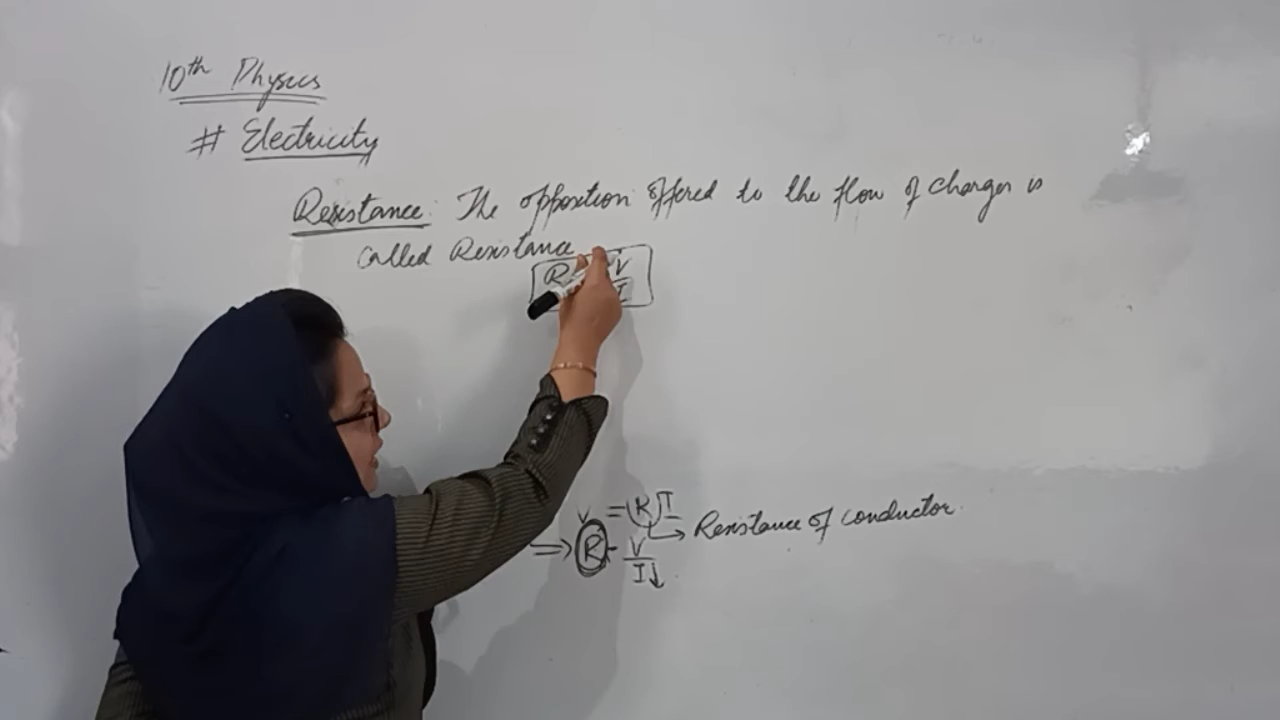 10th Physics
# Electricity
Resistance: The opposition offered to the flow of charges is
called Resistance
R V
I
V = (R) I
→ Resistance of conductor
⇒ R = V
I↓